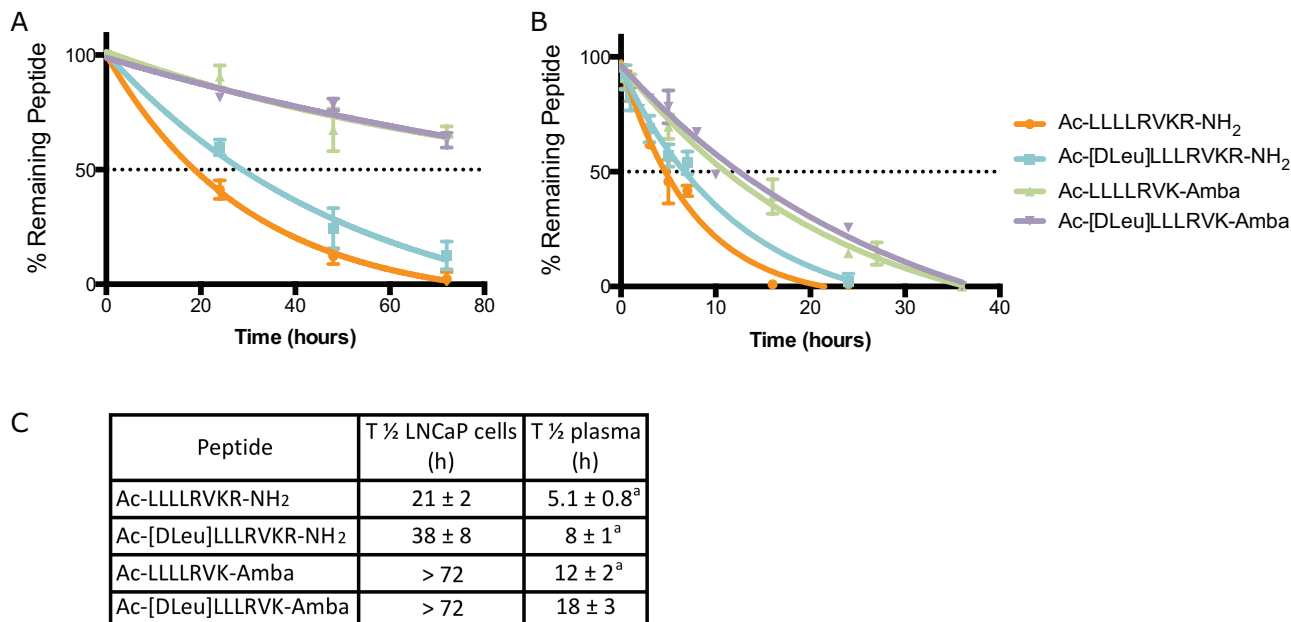 A
% Remaining Peptide
100
50
0
0 20 40 60 80
Time (hours)
B
% Remaining Peptide
100
50
0
0 10 20 30 40
Time (hours)
Ac-LLLLRVKR-NH2
Ac-[DLeu]LLLRVKR-NH2
Ac-LLLLRVK-Amba
Ac-[DLeu]LLLRVK-Amba
C
Peptide T ½ LNCaP cells (h) T ½ plasma (h)
Ac-LLLLRVKR-NH2 21 ± 2 5.1 ± 0.8a
Ac-[DLeu]LLLRVKR-NH2 38 ± 8 8 ± 1a
Ac-LLLLRVK-Amba > 72 12 ± 2a
Ac-[DLeu]LLLRVK-Amba > 72 18 ± 3